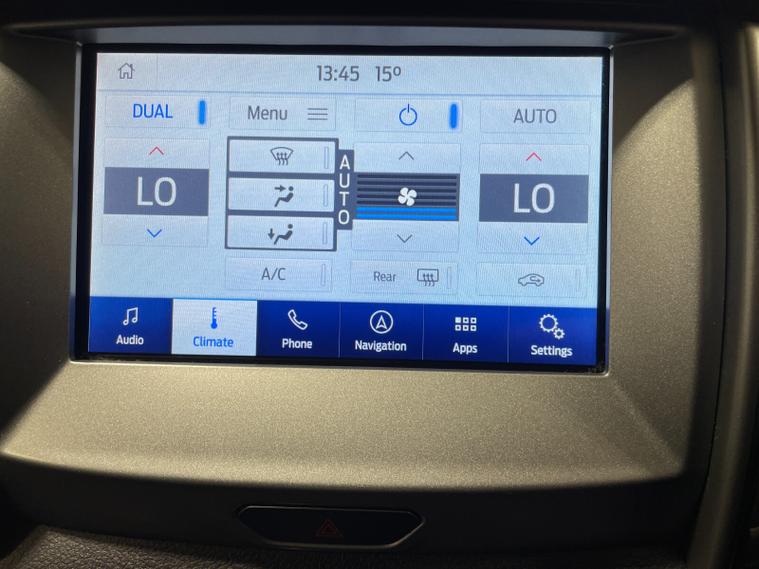 13:45 15º
DUAL Menu AUTO
LO AUTO LO
A/C Rear
Audio Climate Phone Navigation Apps Settings